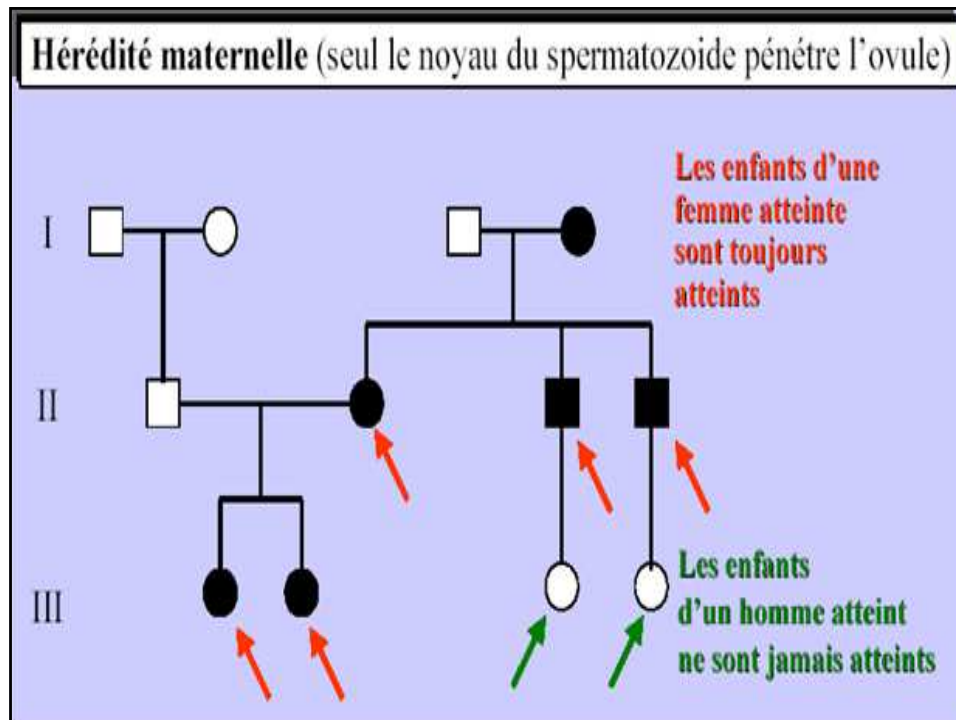 Hérédité maternelle (seul le noyau du spermatozoide pénétre l'ovule)
Les enfants d'une
femme atteinte
sont toujours
atteints
I
II
III
Les enfants
d'un homme atteint
ne sont jamais atteints